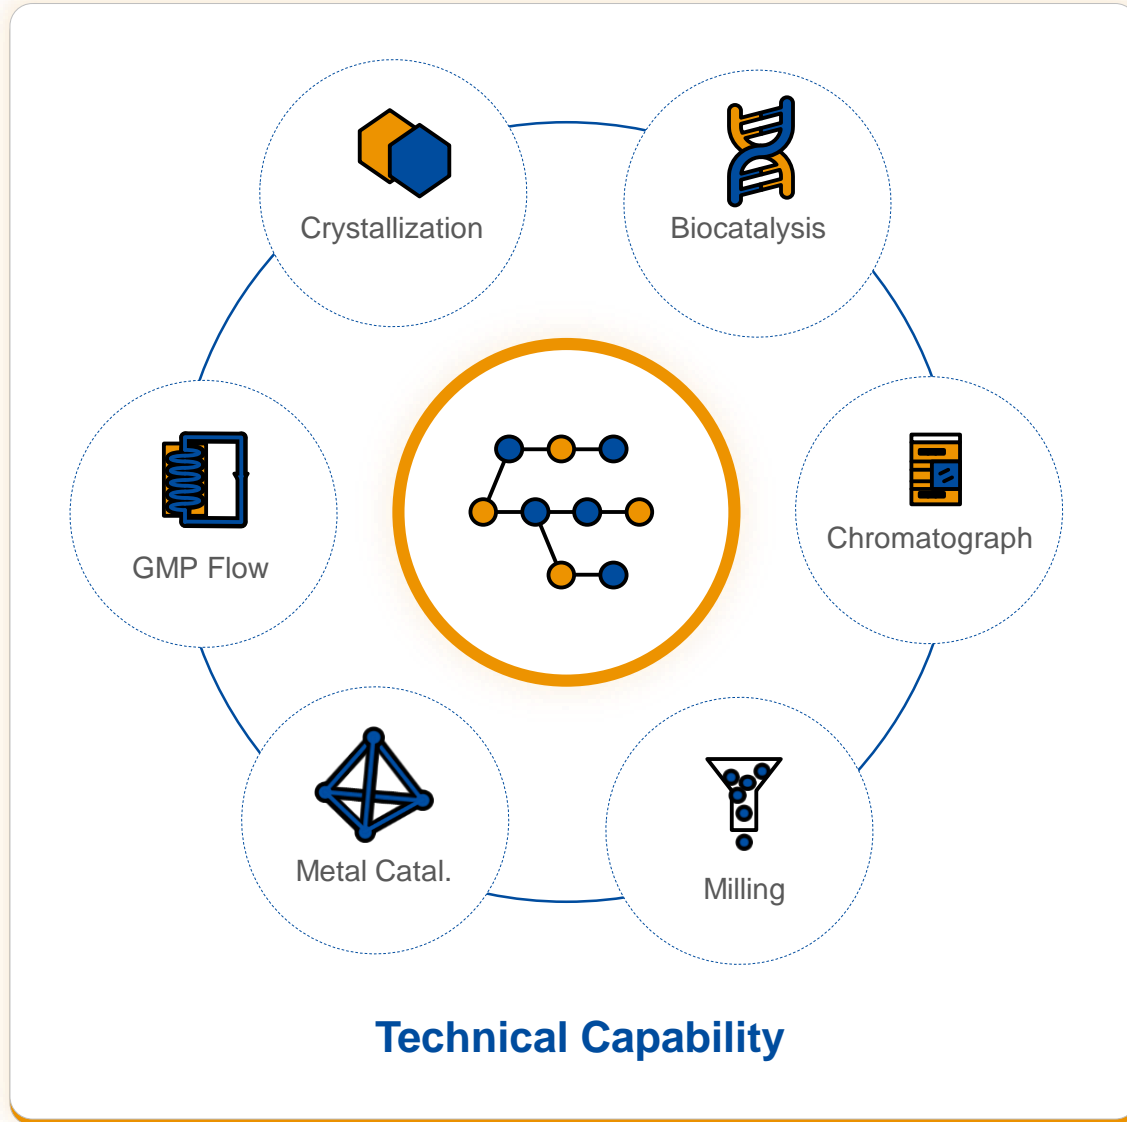 Crystallization
Biocatalysis
GMP Flow
Chromatograph
Metal Catal.
Milling
Technical Capability